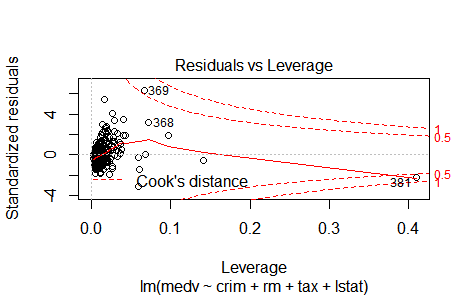 Residuals vs Leverage
Standardized residuals
4
0
-4
369
368
381
1
0.5
0.5
1
Cook's distance
0.0 0.1 0.2 0.3 0.4
Leverage
lm(medv ~ crim + rm + tax + lstat)